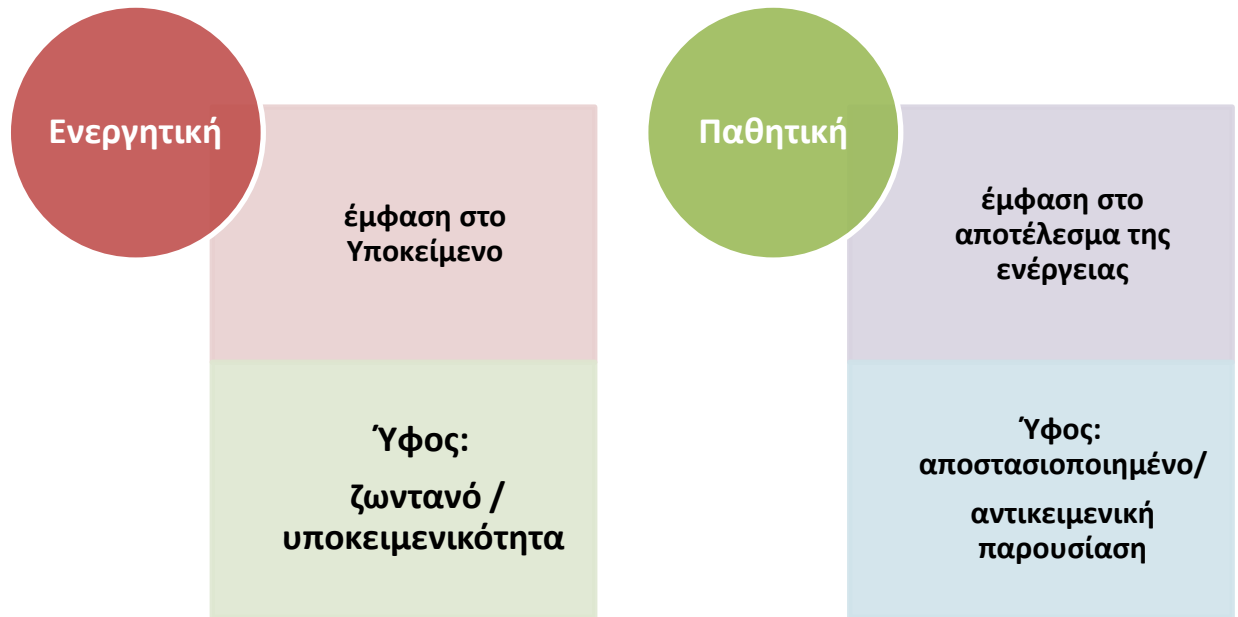 Ενεργητική
έμφαση στο
Υποκείμενο
Ύφος:
ζωντανό /
υποκειμενικότητα
Παθητική
έμφαση στο
αποτέλεσμα της
ενέργειας
Ύφος:
αποστασιοποιημένο/
αντικειμενική
παρουσίαση